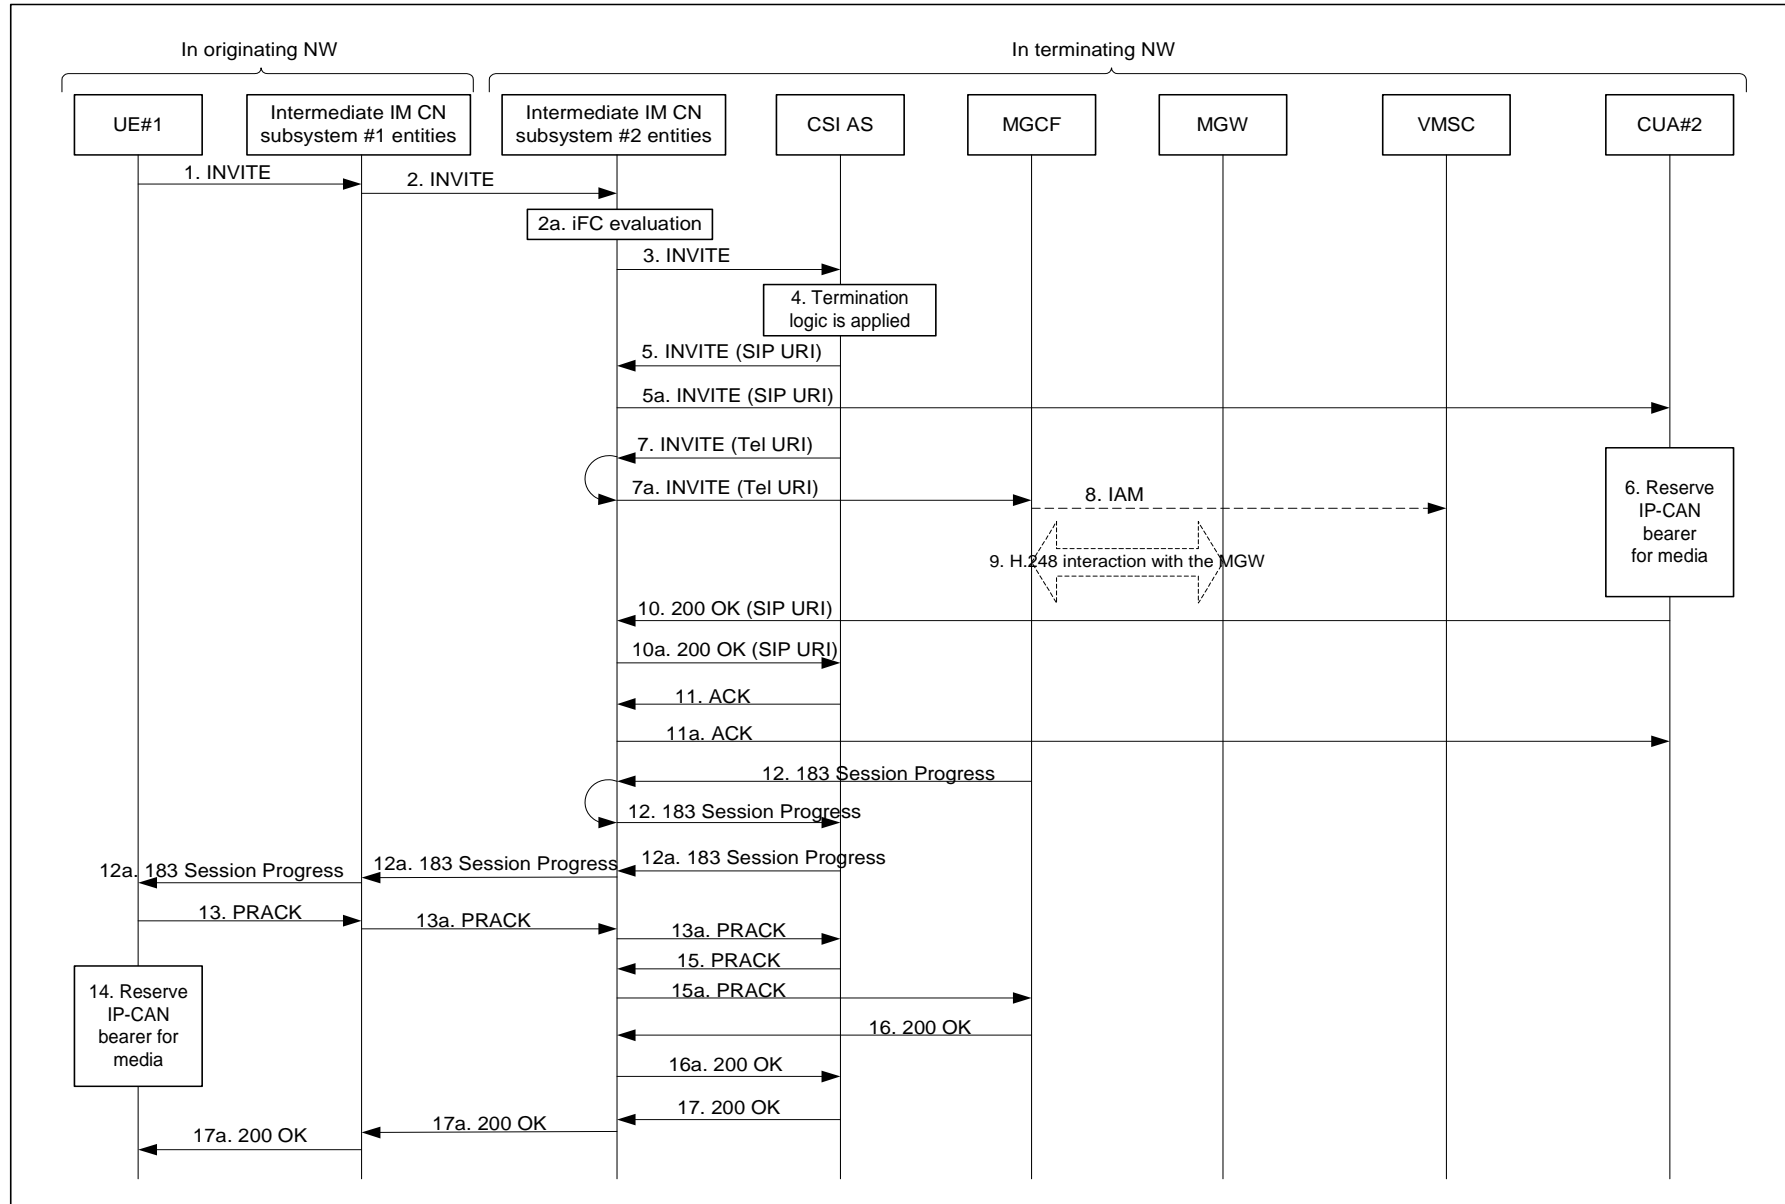 In originating NW
In terminating NW
UE#1
Intermediate IM CN
subsystem #1 entities
Intermediate IM CN
subsystem #2 entities
CSI AS
MGCF
MGW
VMSC
CUA#2
1. INVITE
2. INVITE
2a. iFC evaluation
3. INVITE
4. Termination
logic is applied
5. INVITE (SIP URI)
5a. INVITE (SIP URI)
7. INVITE (Tel URI)
7a. INVITE (Tel URI)
8. IAM
6. Reserve
IP-CAN
bearer
for media
9. H.248 interaction with the MGW
10. 200 OK (SIP URI)
10a. 200 OK (SIP URI)
11. ACK
11a. ACK
12. 183 Session Progress
12. 183 Session Progress
12a. 183 Session Progress
12a. 183 Session Progress
12a. 183 Session Progress
13. PRACK
13a. PRACK
13a. PRACK
15. PRACK
14. Reserve
IP-CAN
bearer for
media
15a. PRACK
16. 200 OK
16a. 200 OK
17. 200 OK
17a. 200 OK
17a. 200 OK